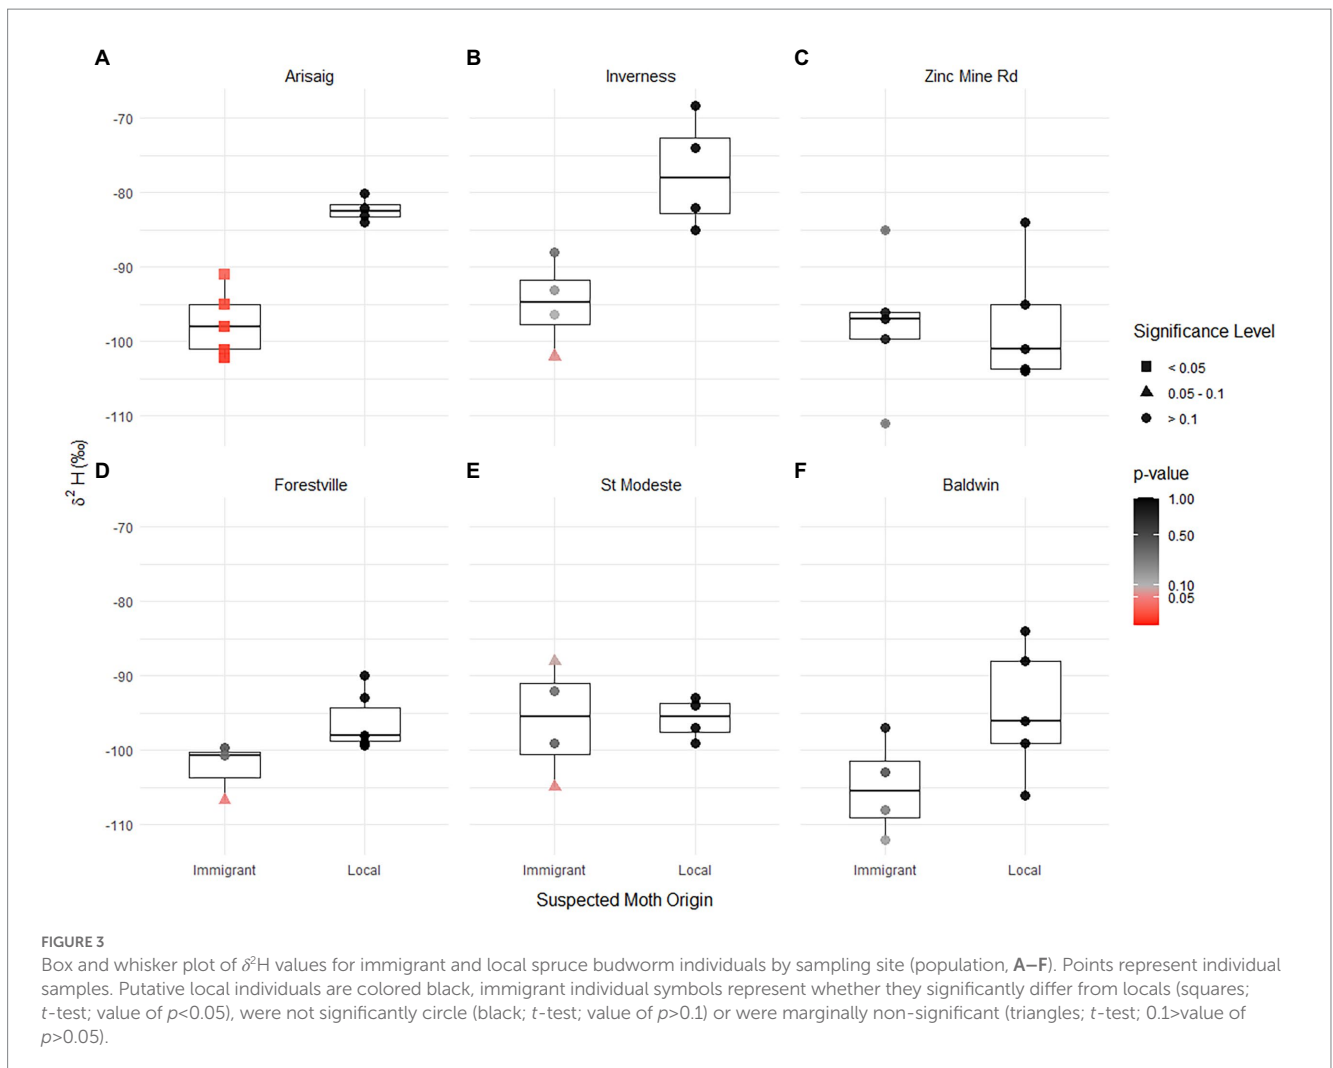 A
B
C
Arisaig
Inverness
Zinc Mine Rd
-70
-80
-90
-100
-110
δ² H (‰)
D
E
F
Forestville
St Modeste
Baldwin
-70
-80
-90
-100
-110
Immigrant
Local
Immigrant
Local
Immigrant
Local
Suspected Moth Origin
Significance Level
< 0.05
0.05 - 0.1
> 0.1
p-value
1.00
0.50
0.10
0.05
FIGURE 3
Box and whisker plot of δ²H values for immigrant and local spruce budworm individuals by sampling site (population, A–F). Points represent individual
samples. Putative local individuals are colored black, immigrant individual symbols represent whether they significantly differ from locals (squares;
t-test; value of p<0.05), were not significantly circle (black; t-test; value of p>0.1) or were marginally non-significant (triangles; t-test; 0.1>value of
p>0.05).